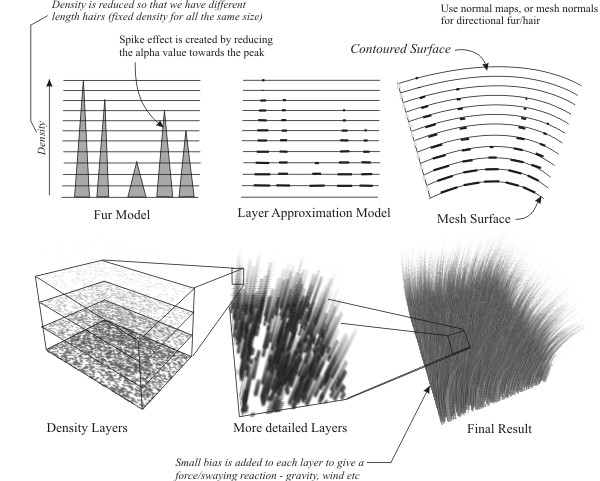 Density is reduced so that we have different
length hairs (fixed density for all the same size)
Use normal maps, or mesh normals
for directional fur/hair
Spike effect is created by reducing
the alpha value towards the peak
Contoured Surface
Density
Fur Model
Layer Approximation Model
Mesh Surface
Density Layers
More detailed Layers
Final Result
Small bias is added to each layer to give a
force/swaying reaction - gravity, wind etc